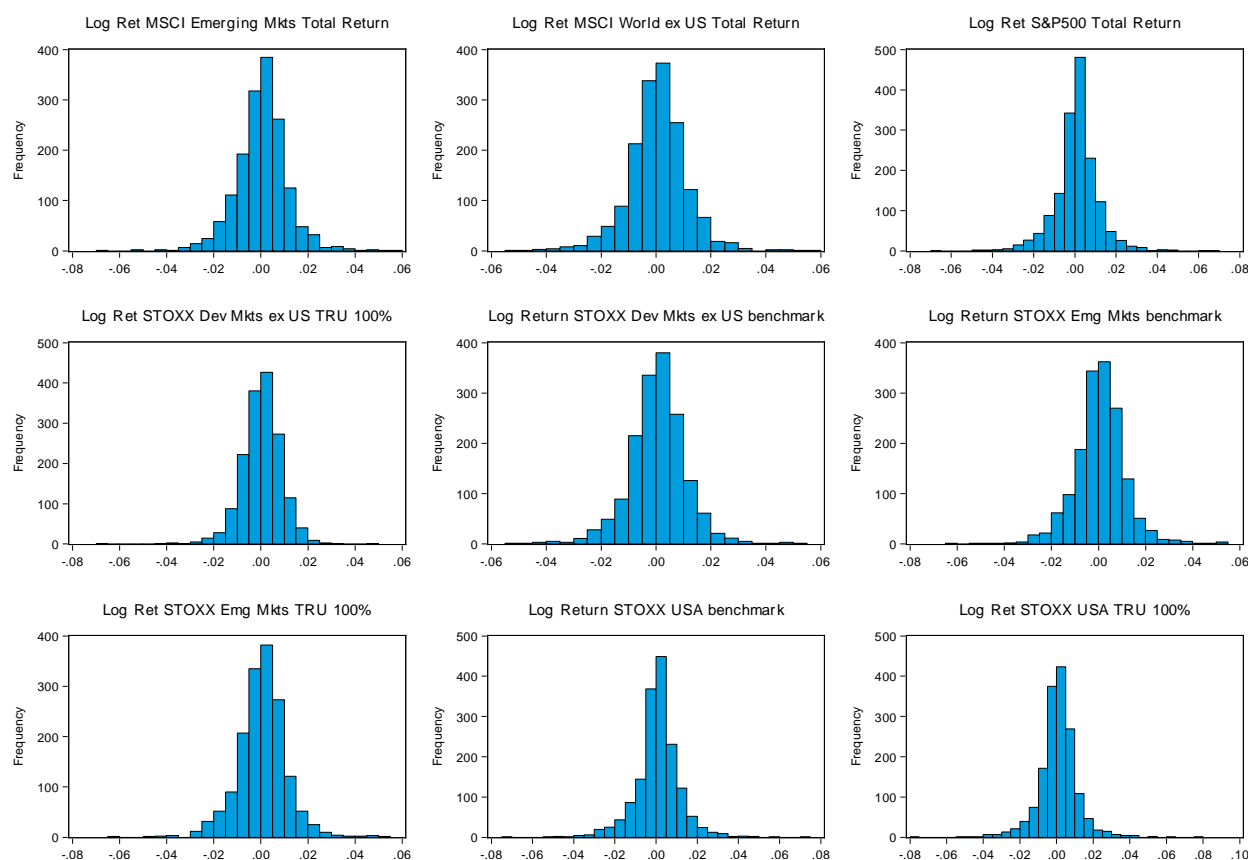 Log Ret MSCI Emerging Mkts Total Return
400
300
200
100
0
Frequency
-.08 -.06 -.04 -.02 .00 .02 .04 .06
Log Ret MSCI World ex US Total Return
400
300
200
100
0
Frequency
-.06 -.04 -.02 .00 .02 .04 .06
Log Ret S&P500 Total Return
500
400
300
200
100
0
Frequency
-.08 -.06 -.04 -.02 .00 .02 .04 .06 .08
Log Ret STOXX Dev Mkts ex US TRU 100%
500
400
300
200
100
0
Frequency
-.08 -.06 -.04 -.02 .00 .02 .04 .06
Log Return STOXX Dev Mkts ex US benchmark
400
300
200
100
0
Frequency
-.06 -.04 -.02 .00 .02 .04 .06
Log Return STOXX Emg Mkts benchmark
400
300
200
100
0
Frequency
-.08 -.06 -.04 -.02 .00 .02 .04 .06
Log Ret STOXX Emg Mkts TRU 100%
400
300
200
100
0
Frequency
-.08 -.06 -.04 -.02 .00 .02 .04 .06
Log Return STOXX USA benchmark
500
400
300
200
100
0
Frequency
-.08 -.06 -.04 -.02 .00 .02 .04 .06 .08
Log Ret STOXX USA TRU 100%
500
400
300
200
100
0
Frequency
-.08 -.06 -.04 -.02 .00 .02 .04 .06 .08 .10